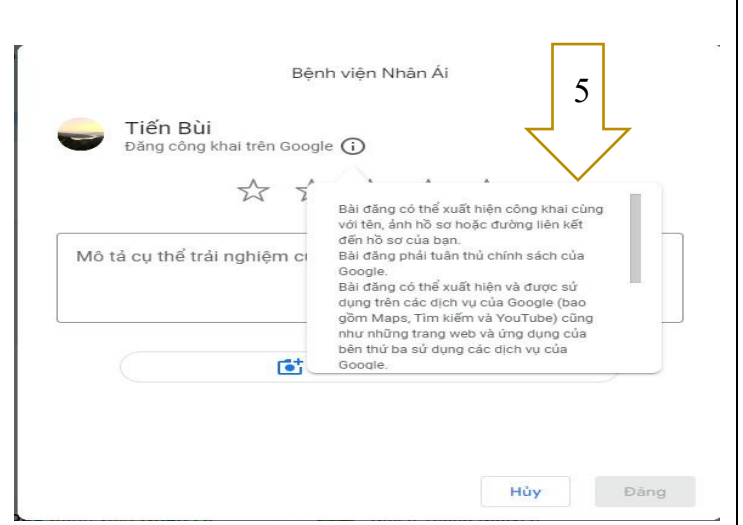 Bệnh viện Nhân Ái
5
Tiến Bùi
Đăng công khai trên Google
Bài đăng có thể xuất hiện công khai cùng
với tên, ảnh hồ sơ hoặc đường liên kết
đến hồ sơ của bạn.
Bài đăng phải tuân thủ chính sách của
Google.
Bài đăng có thể xuất hiện và được sử
dụng trên các dịch vụ của Google (bao
gồm Maps, Tìm kiếm và YouTube) cũng
như những trang web và ứng dụng của
bên thứ ba sử dụng các dịch vụ của
Google.
Mô tả cụ thể trải nghiệm
Hủy
Đăng